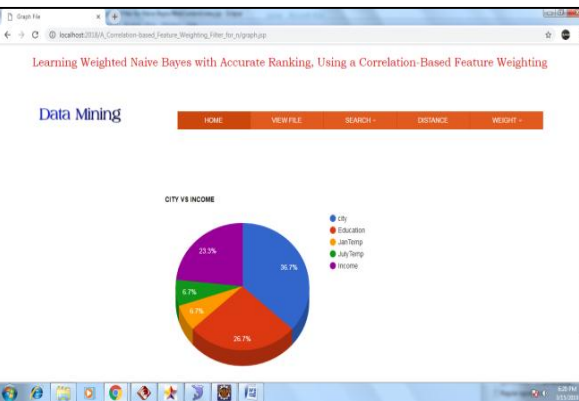 Graph File
localhost:2018/A_Correlation-based_Feature_Weighting_Filter_for_n/graph.jsp
Learning Weighted Naive Bayes with Accurate Ranking, Using a Correlation-Based Feature Weighting
Data Mining
HOME VIEW FILE SEARCH DISTANCE WEIGHT
CITY VS INCOME
city
Education
JanTemp
JulyTemp
Income
23.3%
36.7%
6.7%
6.7%
26.7%